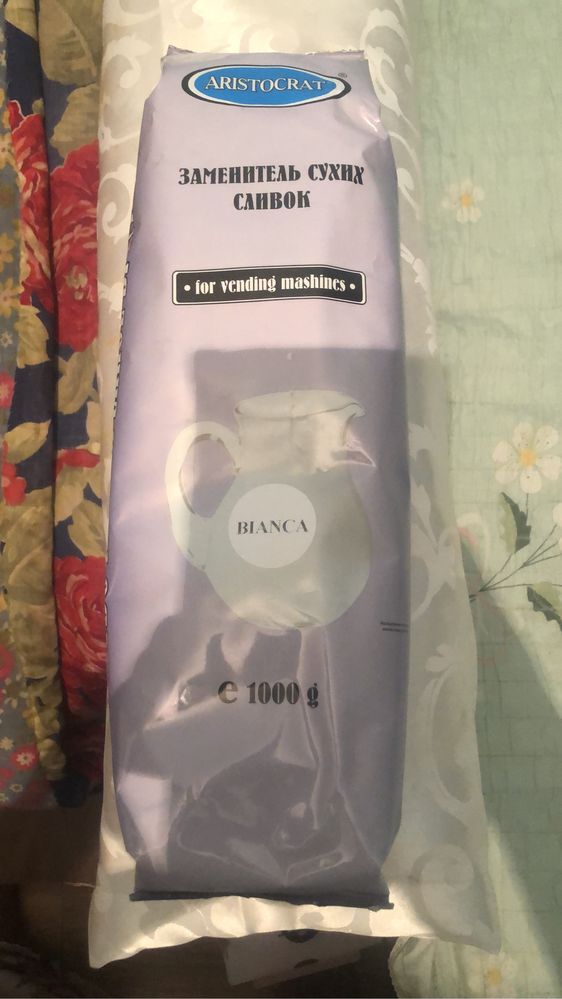 ARISTOCRAT®
ЗАМЕНИТЕЛЬ СУХИХ
СЛИВОК
• for vending mashines •
BIANCA
e 1000 g